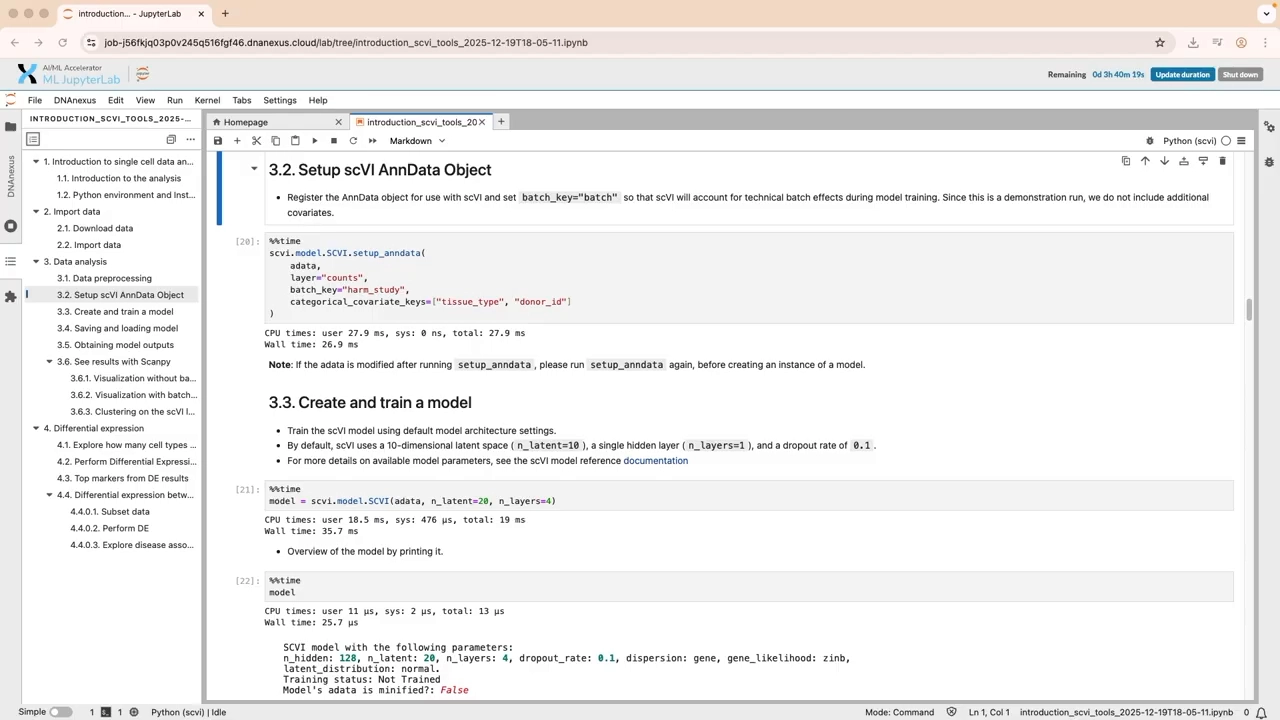 introduction... - JupyterLab
job-j56fkjq03p0v245q516fgf46.dnanexus.cloud/lab/tree/introduction_scvi_tools_2025-12-19T18-05-11.ipynb
AI/ML Accelerator
ML JupyterLab
Remaining 0d 3h 40m 19s Update duration Shut down
File DNAnexus Edit View Run Kernel Tabs Settings Help
INTRODUCTION_SCVI_TOOLS_2025-...
Homepage
introduction_scvi_tools_20
Markdown
Python (scvi)
DNAnexus
1. Introduction to single cell data an...
1.1. Introduction to the analysis
1.2. Python environment and Inst...
2. Import data
2.1. Download data
2.2. Import data
3. Data analysis
3.1. Data preprocessing
3.2. Setup scVI AnnData Object
3.3. Create and train a model
3.4. Saving and loading model
3.5. Obtaining model outputs
3.6. See results with Scanpy
3.6.1. Visualization without ba...
3.6.2. Visualization with batch...
3.6.3. Clustering on the scVI l...
4. Differential expression
4.1. Explore how many cell types ...
4.2. Perform Differential Expressi...
4.3. Top markers from DE results
4.4. Differential expression betw...
4.4.0.1. Subset data
4.4.0.2. Perform DE
4.4.0.3. Explore disease asso...
3.2. Setup scVI AnnData Object
• Register the AnnData object for use with scVI and set batch_key="batch" so that scVI will account for technical batch effects during model training. Since this is a demonstration run, we do not include additional
covariates.
[20]: %%time
scvi.model.SCVI.setup_anndata(
adata,
layer="counts",
batch_key="harm_study",
categorical_covariate_keys=["tissue_type", "donor_id"]
)
CPU times: user 27.9 ms, sys: 0 ns, total: 27.9 ms
Wall time: 26.9 ms
Note: If the adata is modified after running setup_anndata, please run setup_anndata again, before creating an instance of a model.
3.3. Create and train a model
• Train the scVI model using default model architecture settings.
• By default, scVI uses a 10-dimensional latent space (n_latent=10), a single hidden layer (n_layers=1), and a dropout rate of 0.1.
• For more details on available model parameters, see the scVI model reference documentation
[21]: %%time
model = scvi.model.SCVI(adata, n_latent=20, n_layers=4)
CPU times: user 18.5 ms, sys: 476 µs, total: 19 ms
Wall time: 35.7 ms
• Overview of the model by printing it.
[22]: %%time
model
CPU times: user 11 µs, sys: 2 µs, total: 13 µs
Wall time: 25.7 µs
SCVI model with the following parameters:
n_hidden: 128, n_latent: 20, n_layers: 4, dropout_rate: 0.1, dispersion: gene, gene_likelihood: zinb,
latent_distribution: normal.
Training status: Not Trained
Model's adata is minified?: False
Simple 1 1 Python (scvi) | Idle
Mode: Command Ln 1, Col 1 introduction_scvi_tools_2025-12-19T18-05-11.ipynb 0